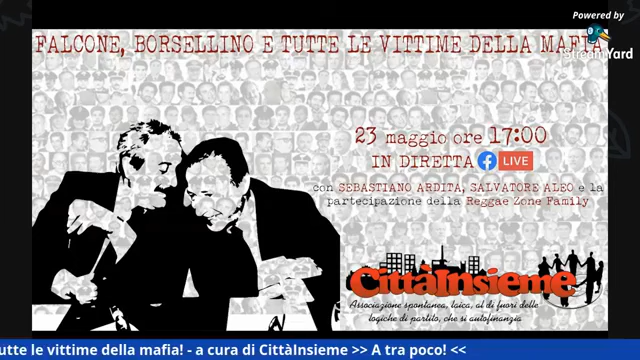 Powered by
StreamYard
FALCONE, BORSELLINO E TUTTE LE VITTIME DELLA MAFIA
23 maggio ore 17:00
IN DIRETTA f LIVE
con SEBASTIANO ARDITA, SALVATORE ALEO e la
partecipazione della Reggae Zone Family
CittàInsieme
Associazione spontanea, laica, al di fuori delle
logiche di partito, che si autofinanzia
utte le vittime della mafia! - a cura di CittàInsieme >> A tra poco! <<